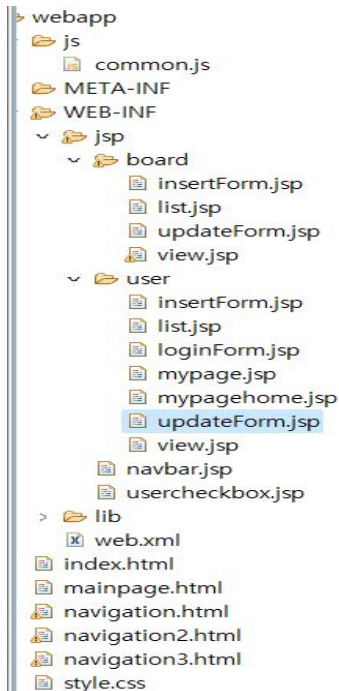 webapp
js
common.js
META-INF
WEB-INF
jsp
board
insertForm.jsp
list.jsp
updateForm.jsp
view.jsp
user
insertForm.jsp
list.jsp
loginForm.jsp
mypage.jsp
mypagehome.jsp
updateForm.jsp
view.jsp
navbar.jsp
usercheckbox.jsp
lib
web.xml
index.html
mainpage.html
navigation.html
navigation2.html
navigation3.html
style.css